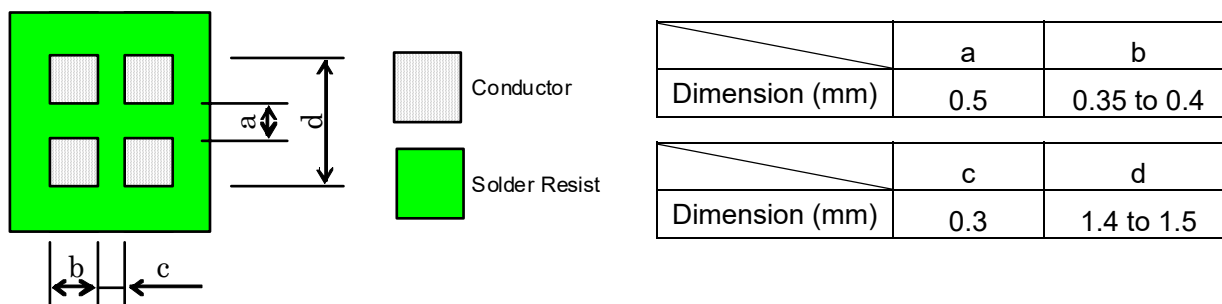 a
d
b
c
Conductor
Solder Resist
a b
Dimension (mm) 0.5 0.35 to 0.4
c d
Dimension (mm) 0.3 1.4 to 1.5